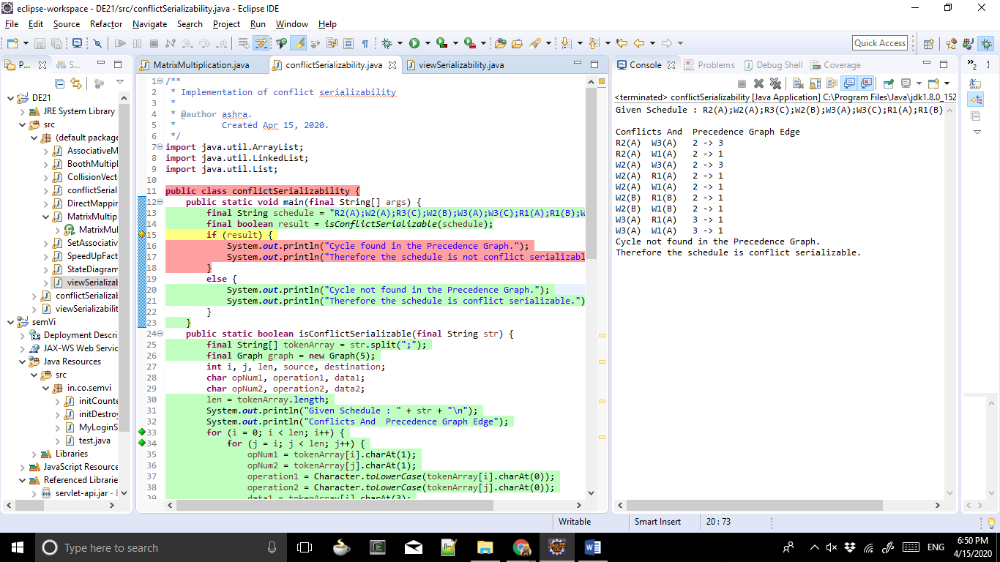 eclipse-workspace - DE21/src/conflictSerializability.java - Eclipse IDE
File Edit Source Refactor Navigate Search Project Run Window Help
Quick Access
P...
S...
DE21
JRE System Library
src
(default package
AssociativeM
BoothMultipl
CollisionVect
conflictSerial
DirectMappir
MatrixMultip
MatrixMul
SetAssociativ
SpeedUpFact
StateDiagram
viewSerializab
conflictSerializab
viewSerializabilit
semVi
Deployment Descri
JAX-WS Web Servic
Java Resources
src
in.co.semvi
initCounte
initDestroy
MyLoginS
test.java
Libraries
JavaScript Resource
Referenced Librarie
servlet-api.jar - E
MatrixMultiplication.java conflictSerializability.java viewSerializability.java
1 /**
2 * Implementation of conflict serializability
3 *
4 * @author ashra.
5 * Created Apr 15, 2020.
6 */
7 import java.util.ArrayList;
8 import java.util.LinkedList;
9 import java.util.List;
10
11 public class conflictSerializability {
12 public static void main(final String[] args) {
13 final String schedule = "R2(A);W2(A);R3(C);W2(B);W3(A);W3(C);R1(A);R1(B);W
14 final boolean result = isConflictSerializable(schedule);
15 if (result) {
16 System.out.println("Cycle found in the Precedence Graph.");
17 System.out.println("Therefore the schedule is not conflict serializabl
18 }
19 else {
20 System.out.println("Cycle not found in the Precedence Graph.");
21 System.out.println("Therefore the schedule is conflict serializable.")
22 }
23 }
24 public static boolean isConflictSerializable(final String str) {
25 final String[] tokenArray = str.split(";");
26 final Graph graph = new Graph(5);
27 int i, j, len, source, destination;
28 char opNum1, operation1, data1;
29 char opNum2, operation2, data2;
30 len = tokenArray.length;
31 System.out.println("Given Schedule : " + str + "\n");
32 System.out.println("Conflicts And  Precedence Graph Edge");
33 for (i = 0; i < len; i++) {
34 for (j = i; j < len; j++) {
35 opNum1 = tokenArray[i].charAt(1);
36 opNum2 = tokenArray[j].charAt(1);
37 operation1 = Character.toLowerCase(tokenArray[i].charAt(0));
38 operation2 = Character.toLowerCase(tokenArray[j].charAt(0));
39 data1 = tokenArray[i].charAt(3);
Console Problems Debug Shell Coverage
<terminated> conflictSerializability [Java Application] C:\Program Files\Java\jdk1.8.0_152
Given Schedule : R2(A);W2(A);R3(C);W2(B);W3(A);W3(C);R1(A);R1(B)
Conflicts And  Precedence Graph Edge
R2(A) W3(A) 2 -> 3
R2(A) W1(A) 2 -> 1
W2(A) W3(A) 2 -> 3
W2(A) R1(A) 2 -> 1
W2(A) W1(A) 2 -> 1
W2(B) R1(B) 2 -> 1
W2(B) W1(B) 2 -> 1
W3(A) R1(A) 3 -> 1
W3(A) W1(A) 3 -> 1
Cycle not found in the Precedence Graph.
Therefore the schedule is conflict serializable.
»2
Writable Smart Insert 20 : 73
Type here to search
ENG
6:50 PM
4/15/2020